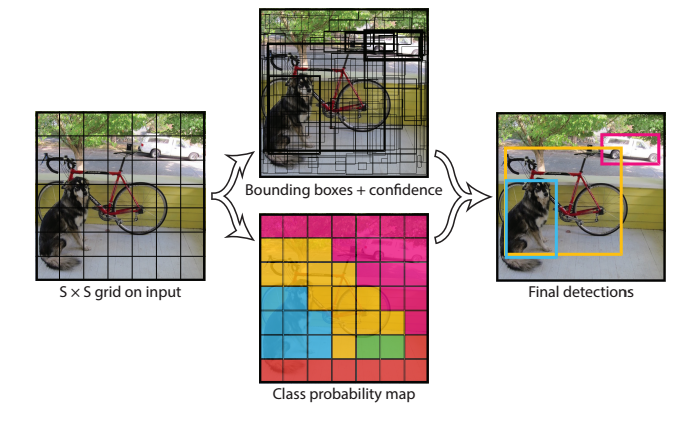 Bounding boxes + confidence
S × S grid on input
Final detections
Class probability map